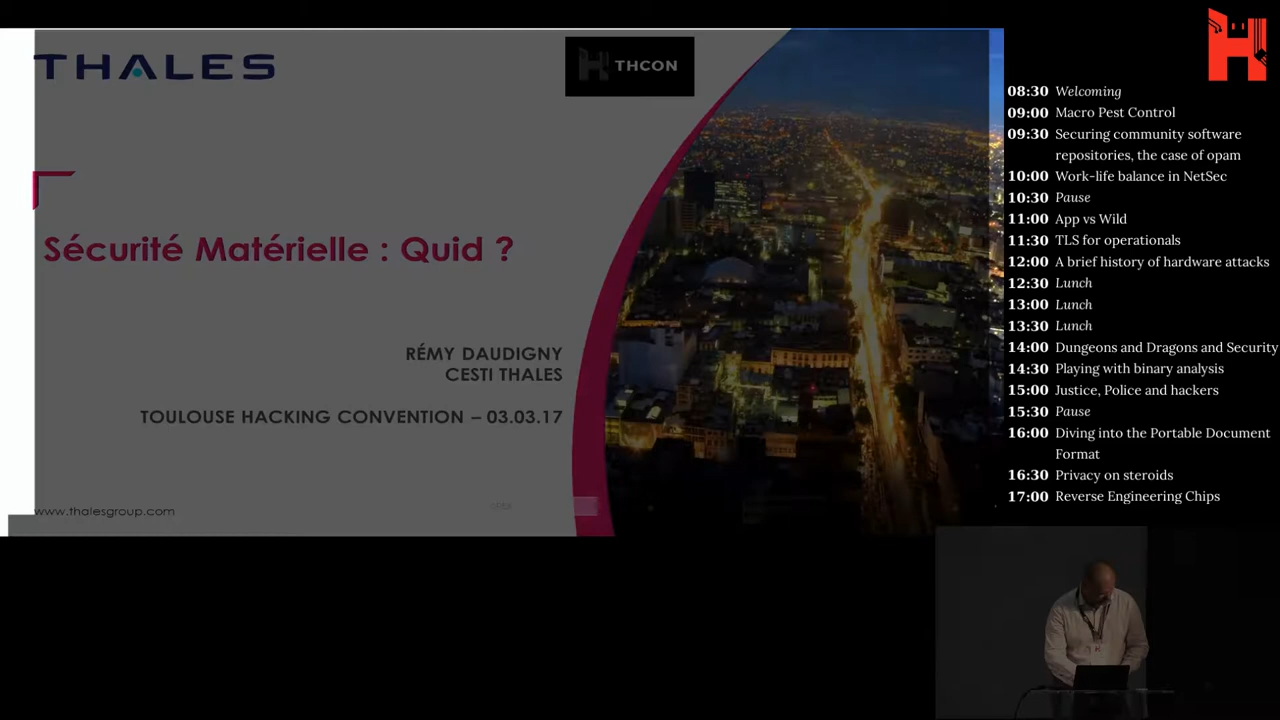 THALES
THCON
Sécurité Matérielle : Quid ?
RÉMY DAUDIGNY
CESTI THALES
TOULOUSE HACKING CONVENTION – 03.03.17
www.thalesgroup.com
08:30 Welcoming
09:00 Macro Pest Control
09:30 Securing community software
repositories, the case of opam
10:00 Work-life balance in NetSec
10:30 Pause
11:00 App vs Wild
11:30 TLS for operationals
12:00 A brief history of hardware attacks
12:30 Lunch
13:00 Lunch
13:30 Lunch
14:00 Dungeons and Dragons and Security
14:30 Playing with binary analysis
15:00 Justice, Police and hackers
15:30 Pause
16:00 Diving into the Portable Document
Format
16:30 Privacy on steroids
17:00 Reverse Engineering Chips